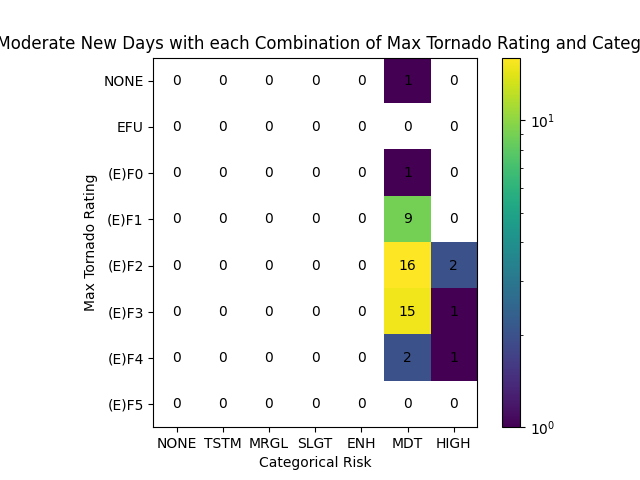 Moderate New Days with each Combination of Max Tornado Rating and Categ
NONE 0 0 0 0 0 1 0
EFU 0 0 0 0 0 0 0
(E)F0 0 0 0 0 0 1 0
(E)F1 0 0 0 0 0 9 0
(E)F2 0 0 0 0 0 16 2
(E)F3 0 0 0 0 0 15 1
(E)F4 0 0 0 0 0 2 1
(E)F5 0 0 0 0 0 0 0
NONE TSTM MRGL SLGT ENH MDT HIGH
Categorical Risk
Max Tornado Rating
10¹
10⁰